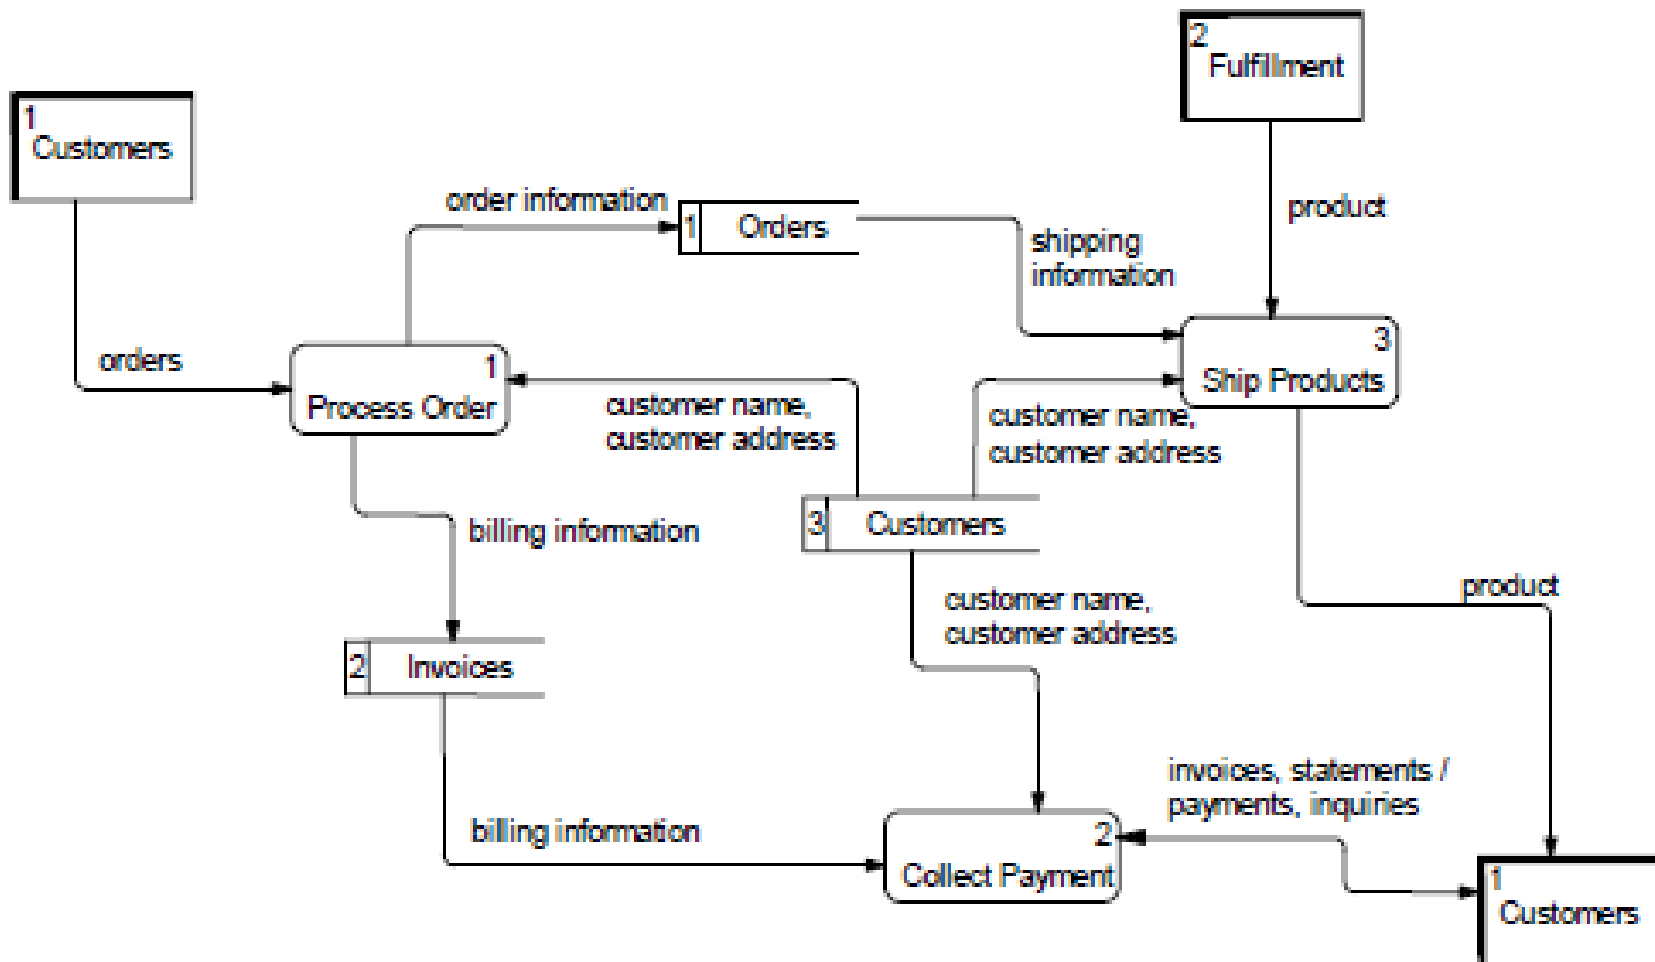 2
Fulfillment
1
Customers
order information
1 Orders
product
shipping
information
orders
1
Process Order
3
Ship Products
customer name,
customer address
customer name,
customer address
3 Customers
billing information
customer name,
customer address
product
2 Invoices
invoices, statements /
payments, inquiries
billing information
2
Collect Payment
1
Customers